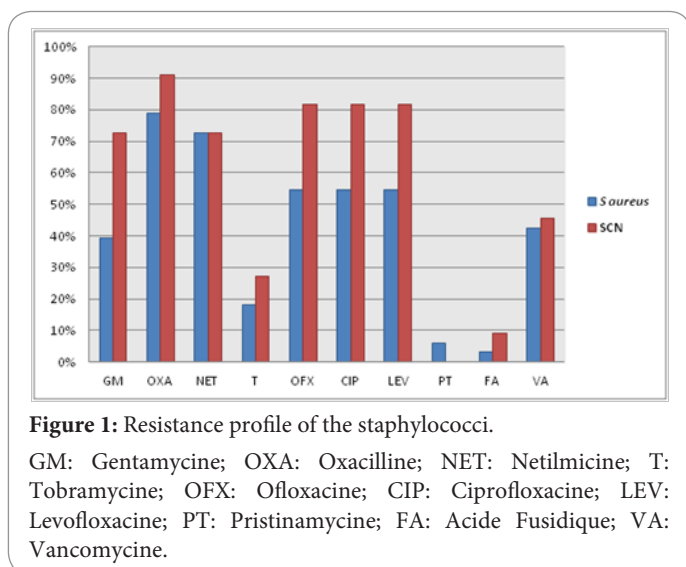 100%
90%
80%
70%
60%
50%
40%
30%
20%
10%
0%
GM OXA NET T OFX CIP LEV PT FA VA
S aureus
SCN
Figure 1: Resistance profile of the staphylococci.
GM: Gentamycine; OXA: Oxacilline; NET: Netilmicine; T:
Tobramycine; OFX: Ofloxacine; CIP: Ciprofloxacine; LEV:
Levofloxacine; PT: Pristinamycine; FA: Acide Fusidique; VA:
Vancomycine.